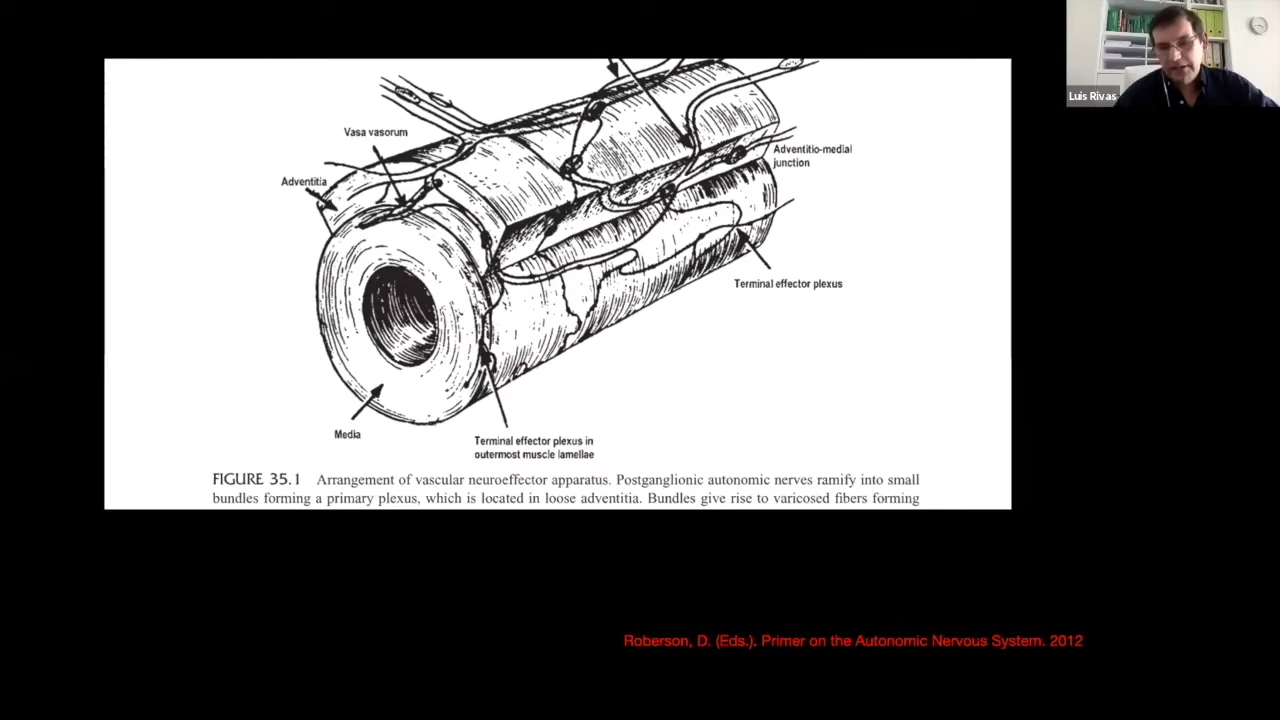 Luis Rivas
Vasa vasorum
Adventitio-medial
junction
Adventitia
Terminal effector plexus
Media
Terminal effector plexus in
outermost muscle lamellae
FIGURE 35.1 Arrangement of vascular neuroeffector apparatus. Postganglionic autonomic nerves ramify into small
bundles forming a primary plexus, which is located in loose adventitia. Bundles give rise to varicosed fibers forming
Roberson, D. (Eds.), Primer on the Autonomic Nervous System. 2012